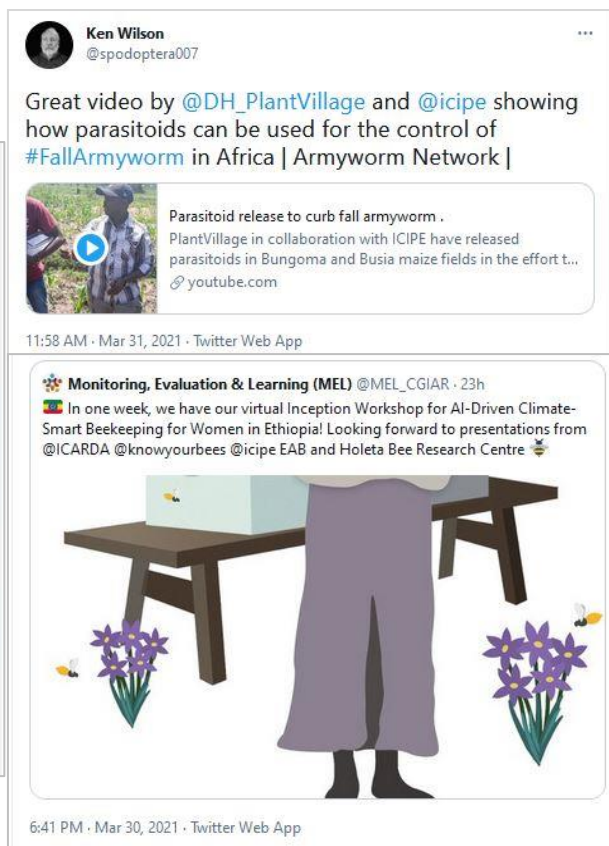 Ken Wilson
@spodoptera007
Great video by @DH_PlantVillage and @icipe showing
how parasitoids can be used for the control of
#FallArmyworm in Africa | Armyworm Network |
Parasitoid release to curb fall armyworm .
PlantVillage in collaboration with ICIPE have released
parasitoids in Bungoma and Busia maize fields in the effort t...
youtube.com
11:58 AM · Mar 31, 2021 · Twitter Web App
Monitoring, Evaluation & Learning (MEL) @MEL_CGIAR · 23h
In one week, we have our virtual Inception Workshop for AI-Driven Climate-
Smart Beekeeping for Women in Ethiopia! Looking forward to presentations from
@ICARDA @knowyourbees @icipe EAB and Holeta Bee Research Centre
6:41 PM · Mar 30, 2021 · Twitter Web App